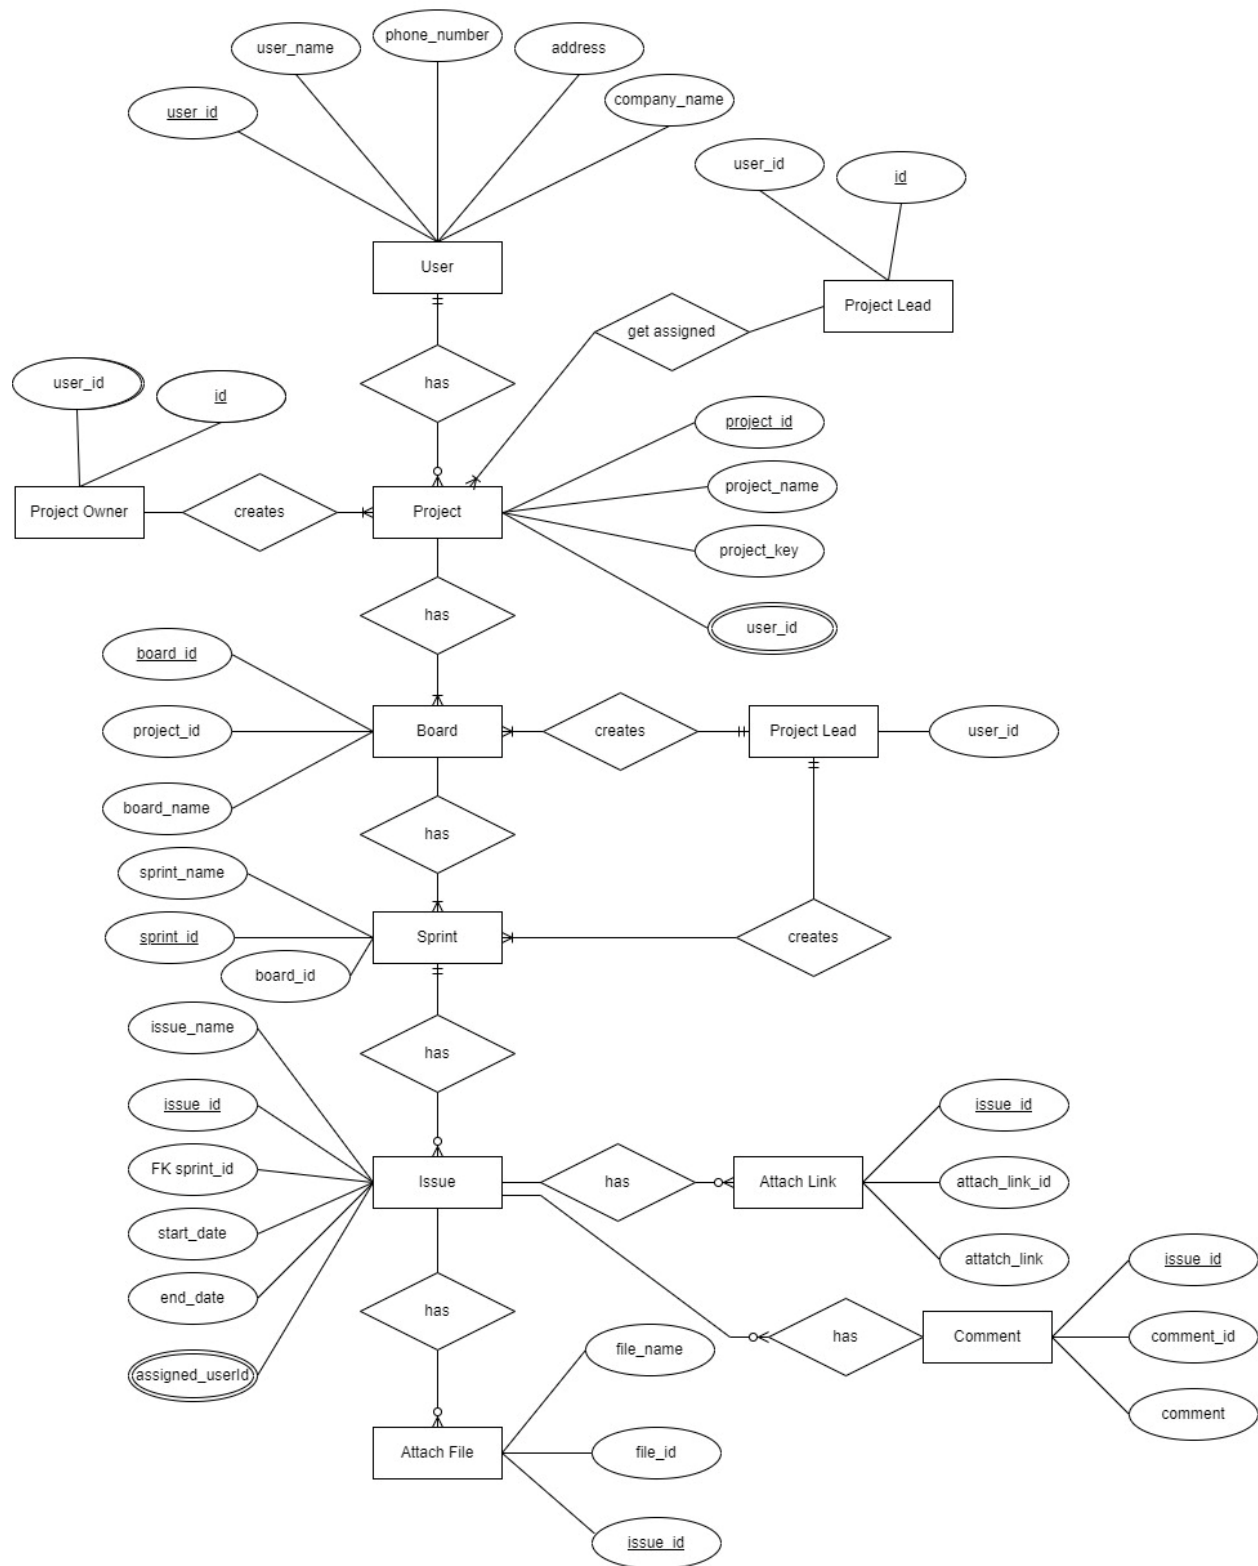 phone_number
user_name
address
company_name
user_id
user_id
id
User
Project Lead
get assigned
user_id
id
has
project_id
project_name
Project Owner
creates
Project
project_key
has
user_id
board_id
project_id
Board
creates
Project Lead
user_id
board_name
has
sprint_name
sprint_id
Sprint
creates
board_id
issue_name
has
issue_id
issue_id
FK sprint_id
Issue
has
Attach Link
attach_link_id
start_date
attatch_link
issue_id
end_date
has
has
Comment
comment_id
file_name
assigned_userId
comment
Attach File
file_id
issue_id